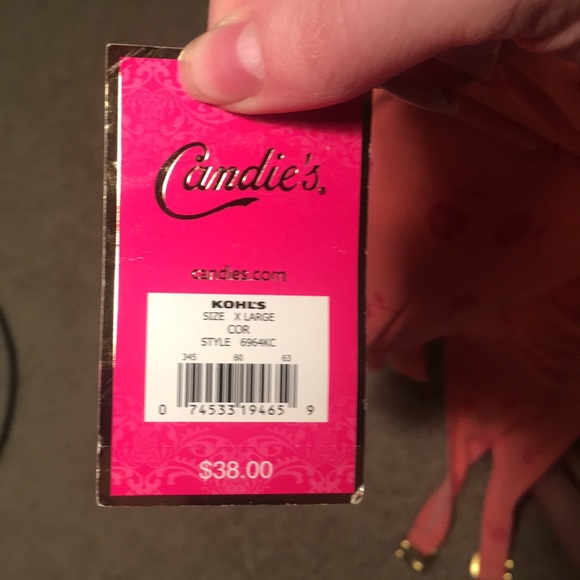 Candie's®
candies.com
KOHL'S
SIZE X LARGE
COR
STYLE 6964KC
345 60 63
0 74533 19465 9
$38.00